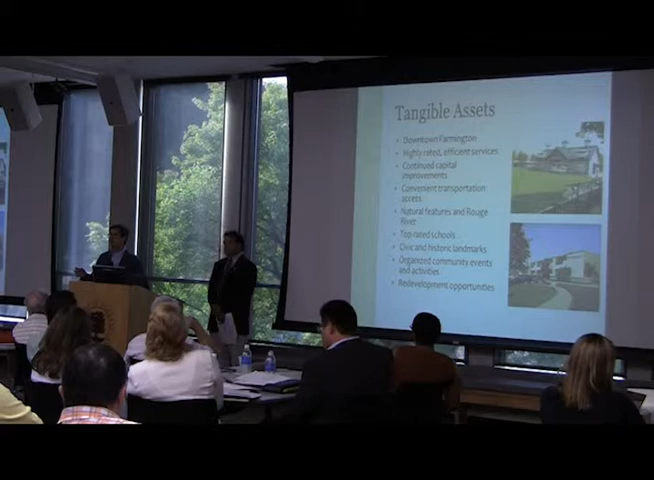 Tangible Assets
• Downtown Farmington
• Highly rated, efficient services
• Continued capital
improvements
• Convenient transportation
access
• Natural features and Rouge
River
• Top-rated schools
• Civic and historic landmarks
• Organized community events
and activities
• Redevelopment opportunities